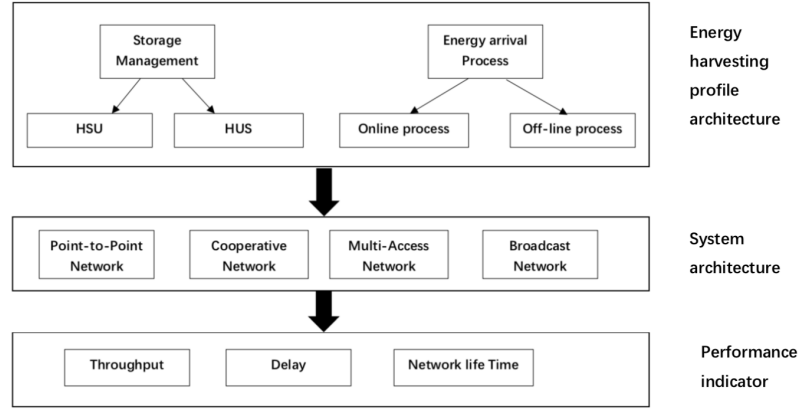 Storage
Management
Energy arrival
Process
HSU
HUS
Online process
Off-line process
Energy
harvesting
profile
architecture
Point-to-Point
Network
Cooperative
Network
Multi-Access
Network
Broadcast
Network
System
architecture
Throughput
Delay
Network life Time
Performance
indicator